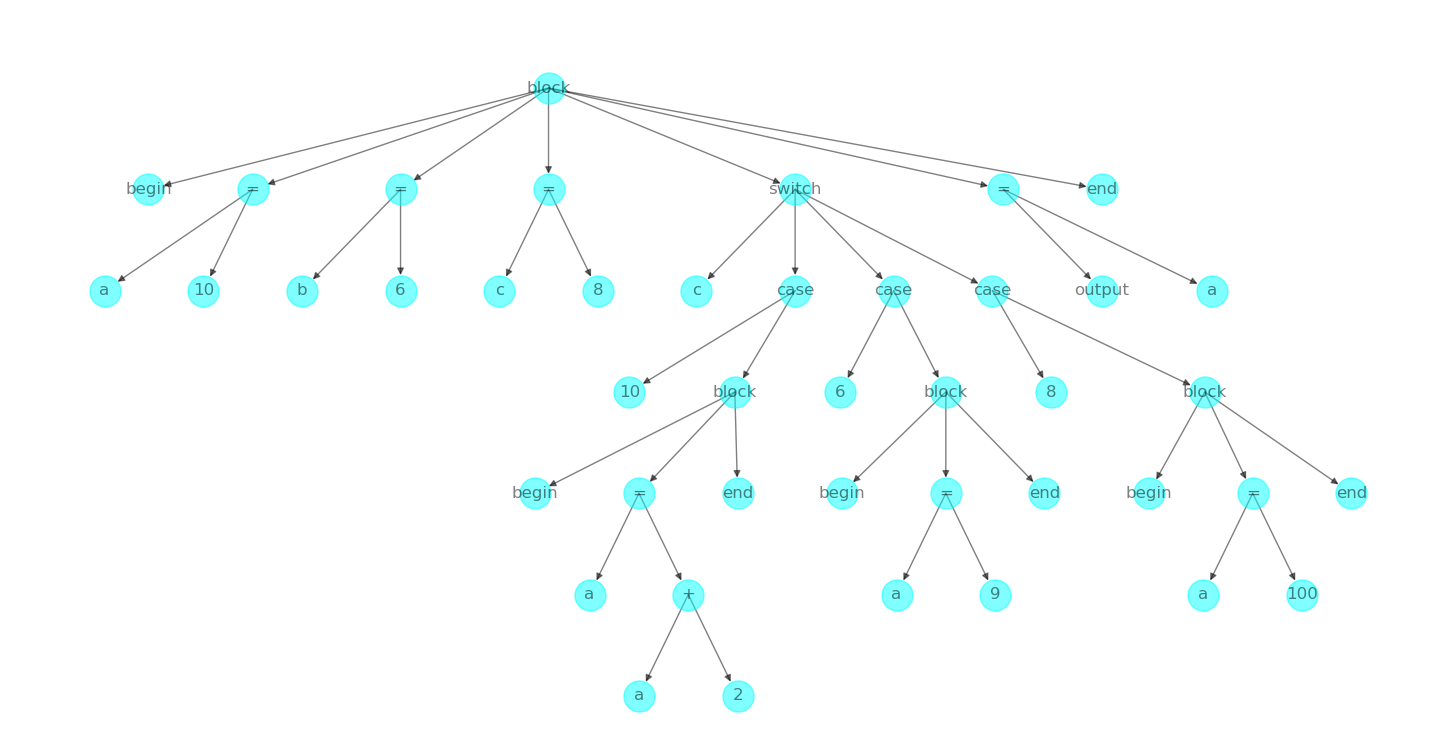 block
begin = = = switch = end
a 10 b 6 c 8 c case case case output a
10 block 6 block 8 block
begin = end begin = end begin = end
a + a 9 a 100
a 2